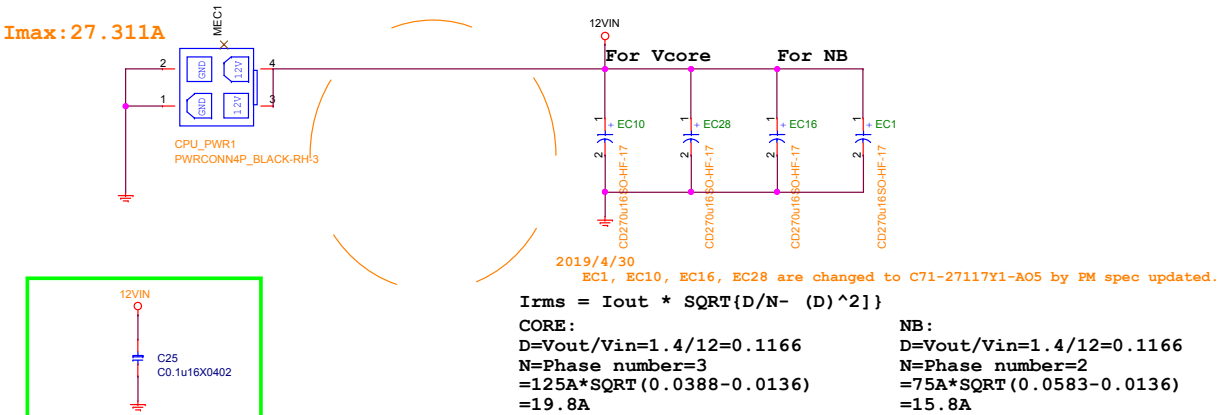 Imax:27.311A
MEC1
12VIN
For Vcore
For NB
2
GND
12V
4
1
GND
12V
3
CPU_PWR1
PWRCONN4P_BLACK-RH-3
1
+ EC10
2
CD270u16SO-HF-17
1
+ EC28
2
CD270u16SO-HF-17
1
+ EC16
2
CD270u16SO-HF-17
1
+ EC1
2
CD270u16SO-HF-17
2019/4/30
EC1, EC10, EC16, EC28 are changed to C71-27117Y1-AO5 by PM spec updated.
12VIN
C25
C0.1u16X0402
Irms = Iout * SQRT{D/N- (D)^2]}
CORE:
D=Vout/Vin=1.4/12=0.1166
N=Phase number=3
=125A*SQRT(0.0388-0.0136)
=19.8A
NB:
D=Vout/Vin=1.4/12=0.1166
N=Phase number=2
=75A*SQRT(0.0583-0.0136)
=15.8A